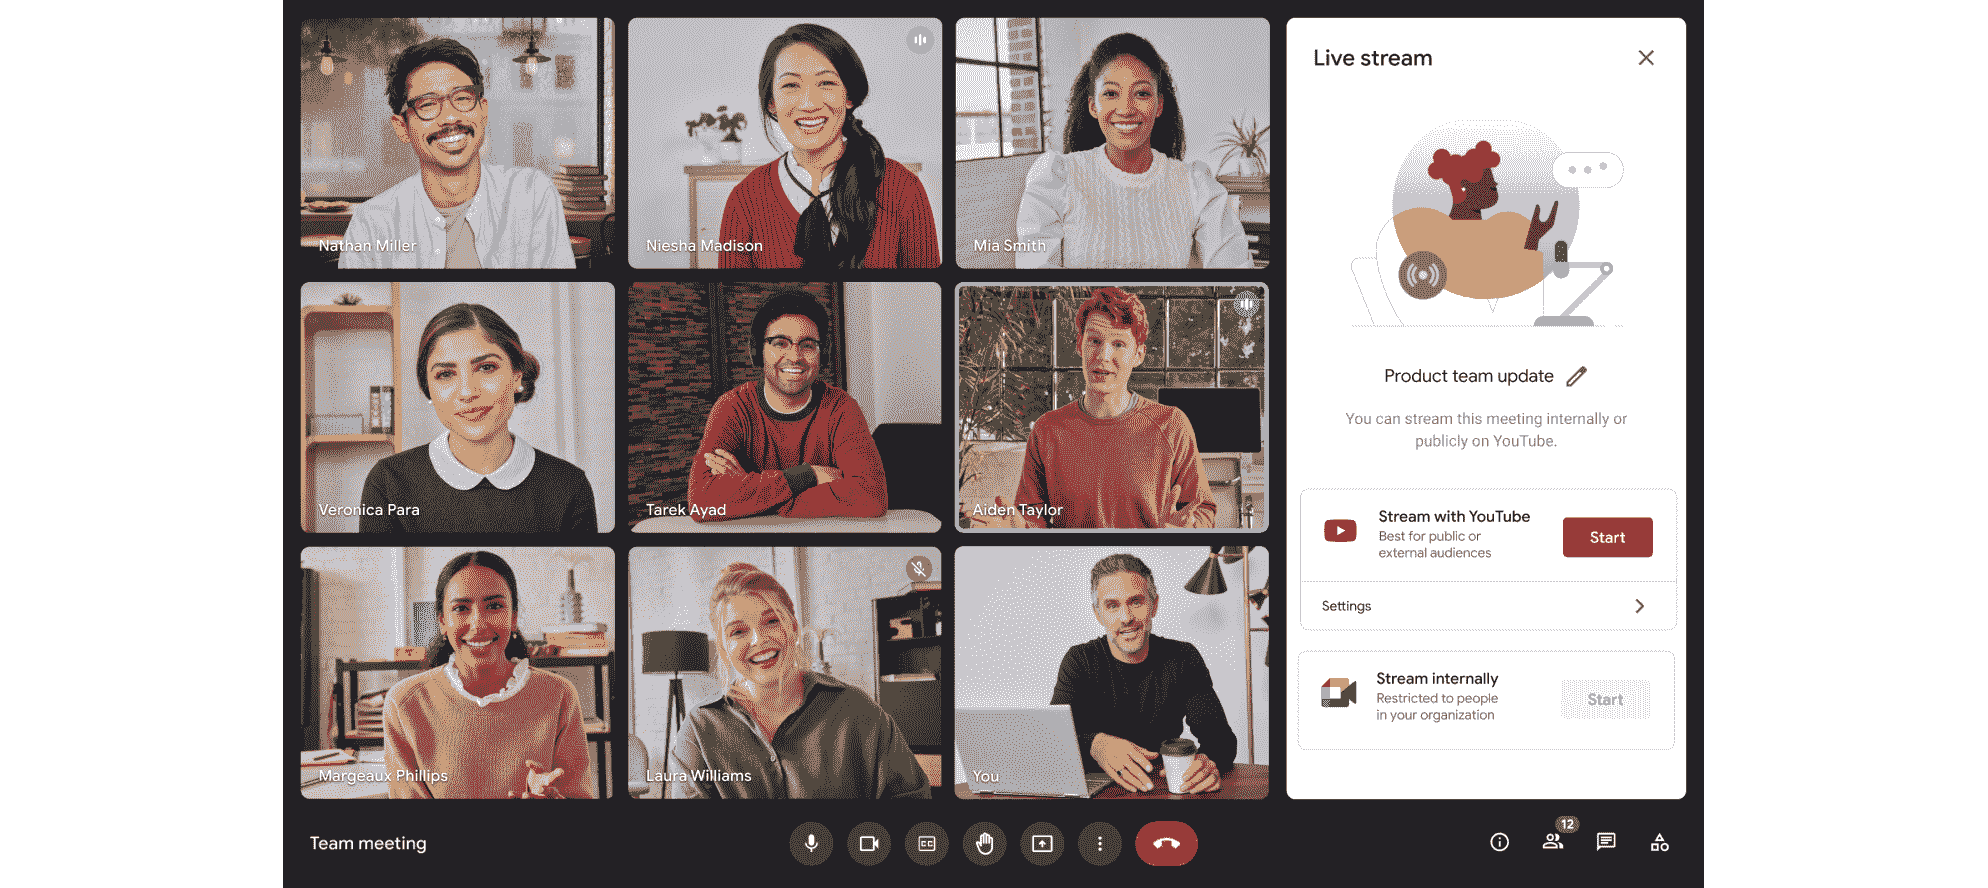 Nathan Miller
Niesha Madison
Mia Smith
Veronica Para
Tarek Ayad
Aiden Taylor
Margeaux Phillips
Laura Williams
You
Live stream
Product team update
You can stream this meeting internally or
publicly on YouTube.
Stream with YouTube
Best for public or
external audiences
Start
Settings
Stream internally
Restricted to people
in your organization
Start
Team meeting
CC
12